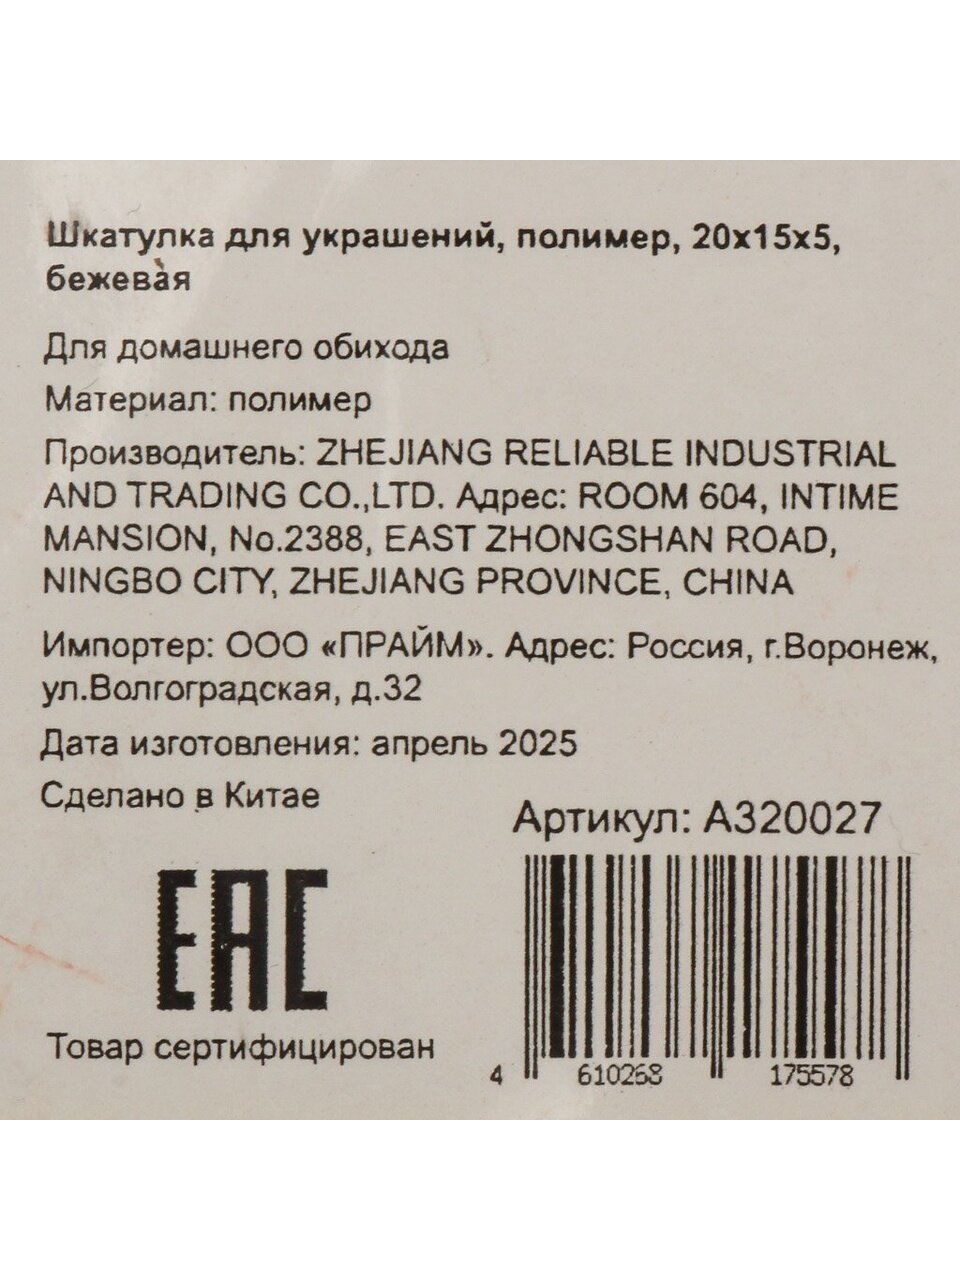 Шкатулка для украшений, полимер, 20x15x5,
бежевая
Для домашнего обихода
Материал: полимер
Производитель: ZHEJIANG RELIABLE INDUSTRIAL
AND TRADING CO.,LTD. Адрес: ROOM 604, INTIME
MANSION, No.2388, EAST ZHONGSHAN ROAD,
NINGBO CITY, ZHEJIANG PROVINCE, CHINA
Импортер: ООО «ПРАЙМ». Адрес: Россия, г.Воронеж,
ул.Волгоградская, д.32
Дата изготовления: апрель 2025
Сделано в Китае
Артикул: A320027
EAC
Товар сертифицирован
4 610268 175578